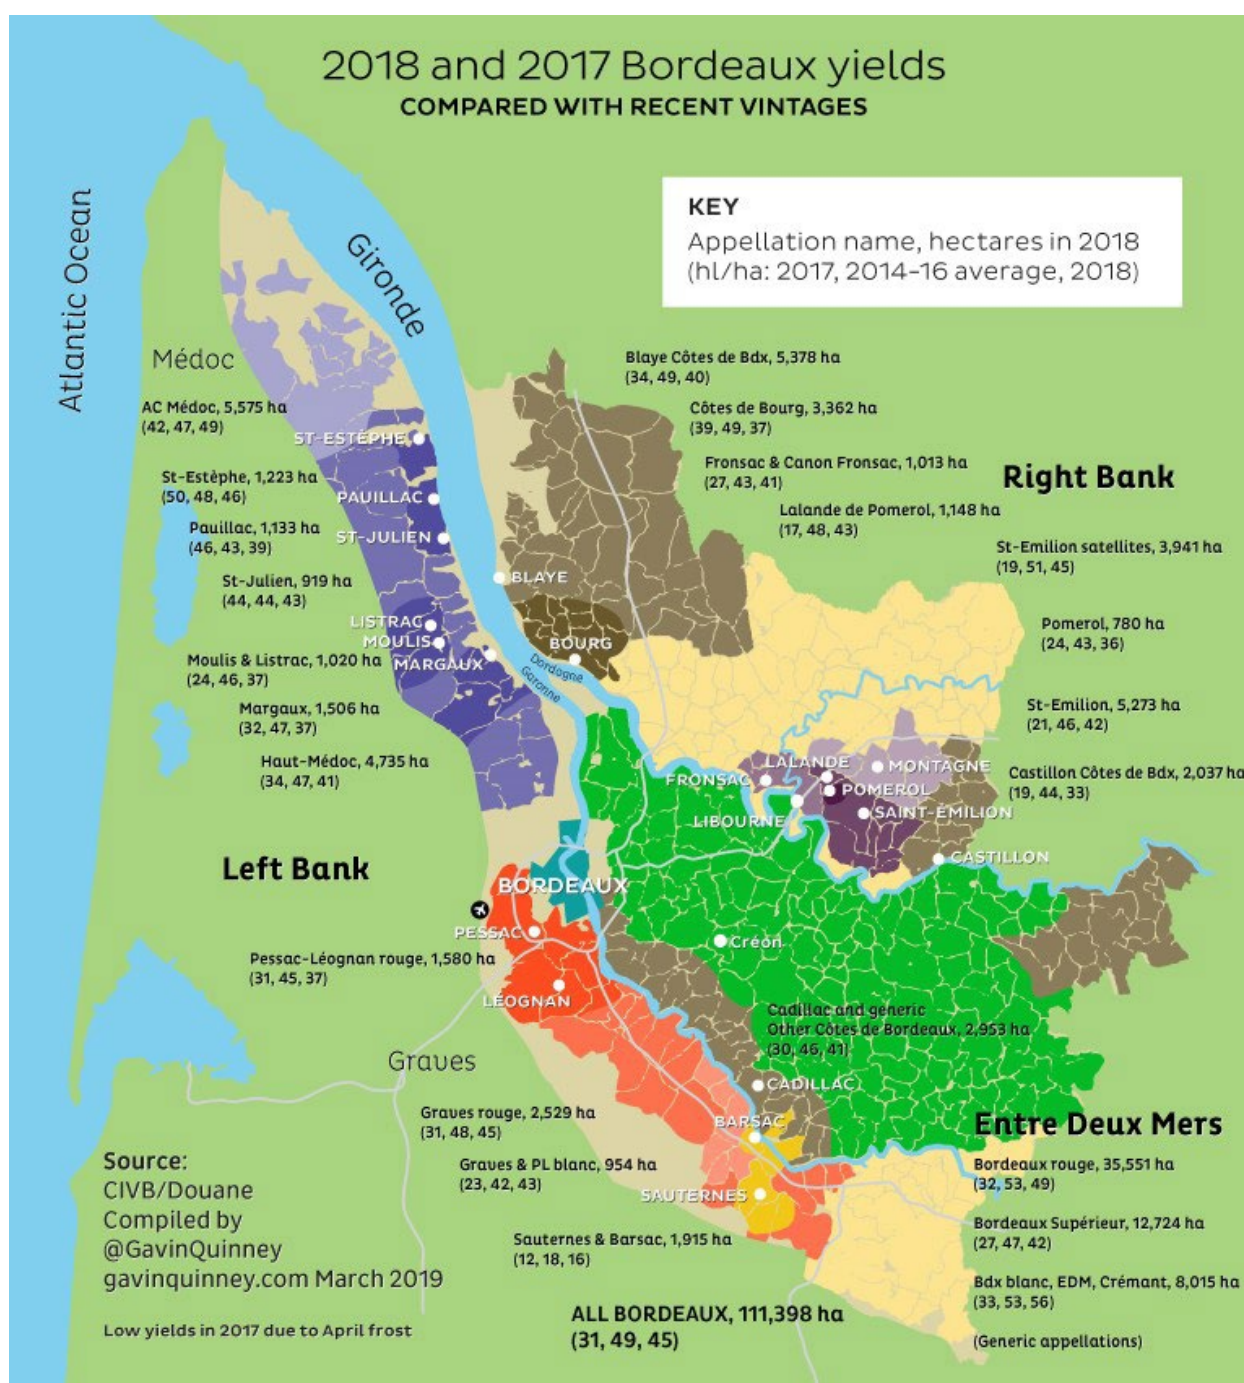 2018 and 2017 Bordeaux yields
COMPARED WITH RECENT VINTAGES
KEY
Appellation name, hectares in 2018
(hl/ha: 2017, 2014-16 average, 2018)
Atlantic Ocean
Gironde
Médoc
AC Médoc, 5,575 ha
(42, 47, 49)
St-Estèphe, 1,223 ha
(50, 48, 46)
Pauillac, 1,133 ha
(46, 43, 39)
St-Julien, 919 ha
(44, 44, 43)
Moulis & Listrac, 1,020 ha
(24, 46, 37)
Margaux, 1,506 ha
(32, 47, 37)
Haut-Médoc, 4,735 ha
(34, 47, 41)
ST-ESTÈPHE
PAUILLAC
ST-JULIEN
LISTRAC
MOULIS
MARGAUX
BLAYE
BOURG
Dordogne
Garonne
Blaye Côtes de Bdx, 5,378 ha
(34, 49, 40)
Côtes de Bourg, 3,362 ha
(39, 49, 37)
Fronsac & Canon Fronsac, 1,013 ha
(27, 43, 41)
Lalande de Pomerol, 1,148 ha
(17, 48, 43)
Right Bank
St-Emilion satellites, 3,941 ha
(19, 51, 45)
Pomerol, 780 ha
(24, 43, 36)
St-Emilion, 5,273 ha
(21, 46, 42)
Castillon Côtes de Bdx, 2,037 ha
(19, 44, 33)
LALANDE
MONTAGNE
FRONSAC
POMEROL
LIBOURNE
SAINT-ÉMILION
CASTILLON
Left Bank
BORDEAUX
PESSAC
LÉOGNAN
Créon
Pessac-Léognan rouge, 1,580 ha
(31, 45, 37)
Cadillac and generic
Other Côtes de Bordeaux, 2,953 ha
(30, 46, 41)
CADILLAC
BARSAC
SAUTERNES
Graves
Graves rouge, 2,529 ha
(31, 48, 45)
Graves & PL blanc, 954 ha
(23, 42, 43)
Sauternes & Barsac, 1,915 ha
(12, 18, 16)
Entre Deux Mers
Bordeaux rouge, 35,551 ha
(32, 53, 49)
Bordeaux Supérieur, 12,724 ha
(27, 47, 42)
Bdx blanc, EDM, Crémant, 8,015 ha
(33, 53, 56)
(Generic appellations)
ALL BORDEAUX, 111,398 ha
(31, 49, 45)
Source:
CIVB/Douane
Compiled by
@GavinQuinney
gavinquinney.com March 2019
Low yields in 2017 due to April frost